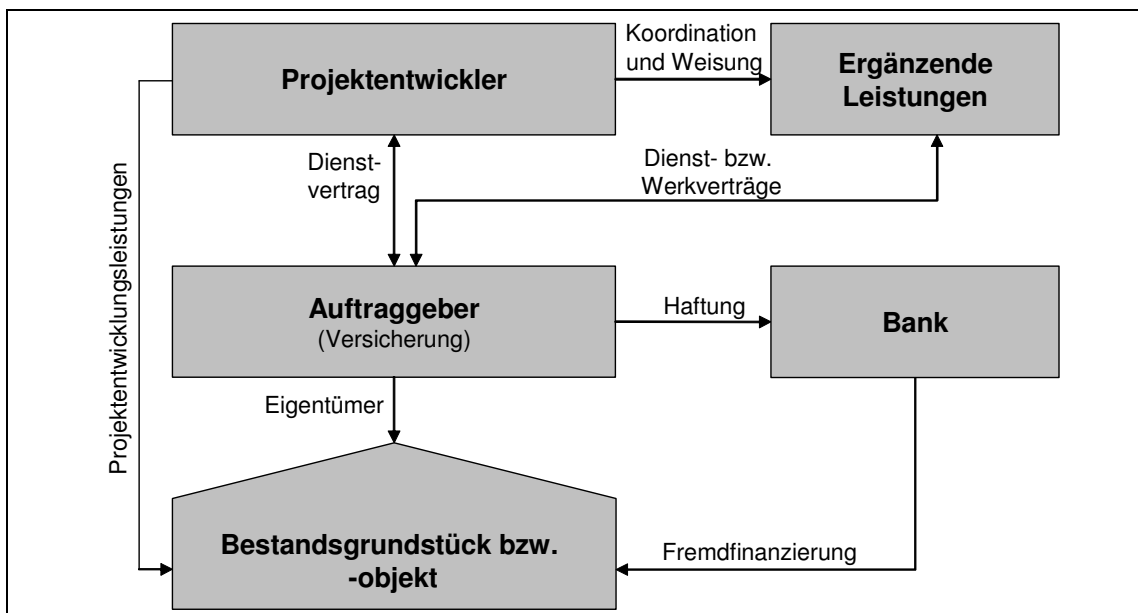 Projektentwickler
Koordination
und Weisung
Ergänzende
Leistungen
Dienst-
vertrag
Dienst- bzw.
Werkverträge
Projektentwicklungsleistungen
Auftraggeber
(Versicherung)
Haftung
Bank
Eigentümer
Bestandsgrundstück bzw.
-objekt
Fremdfinanzierung